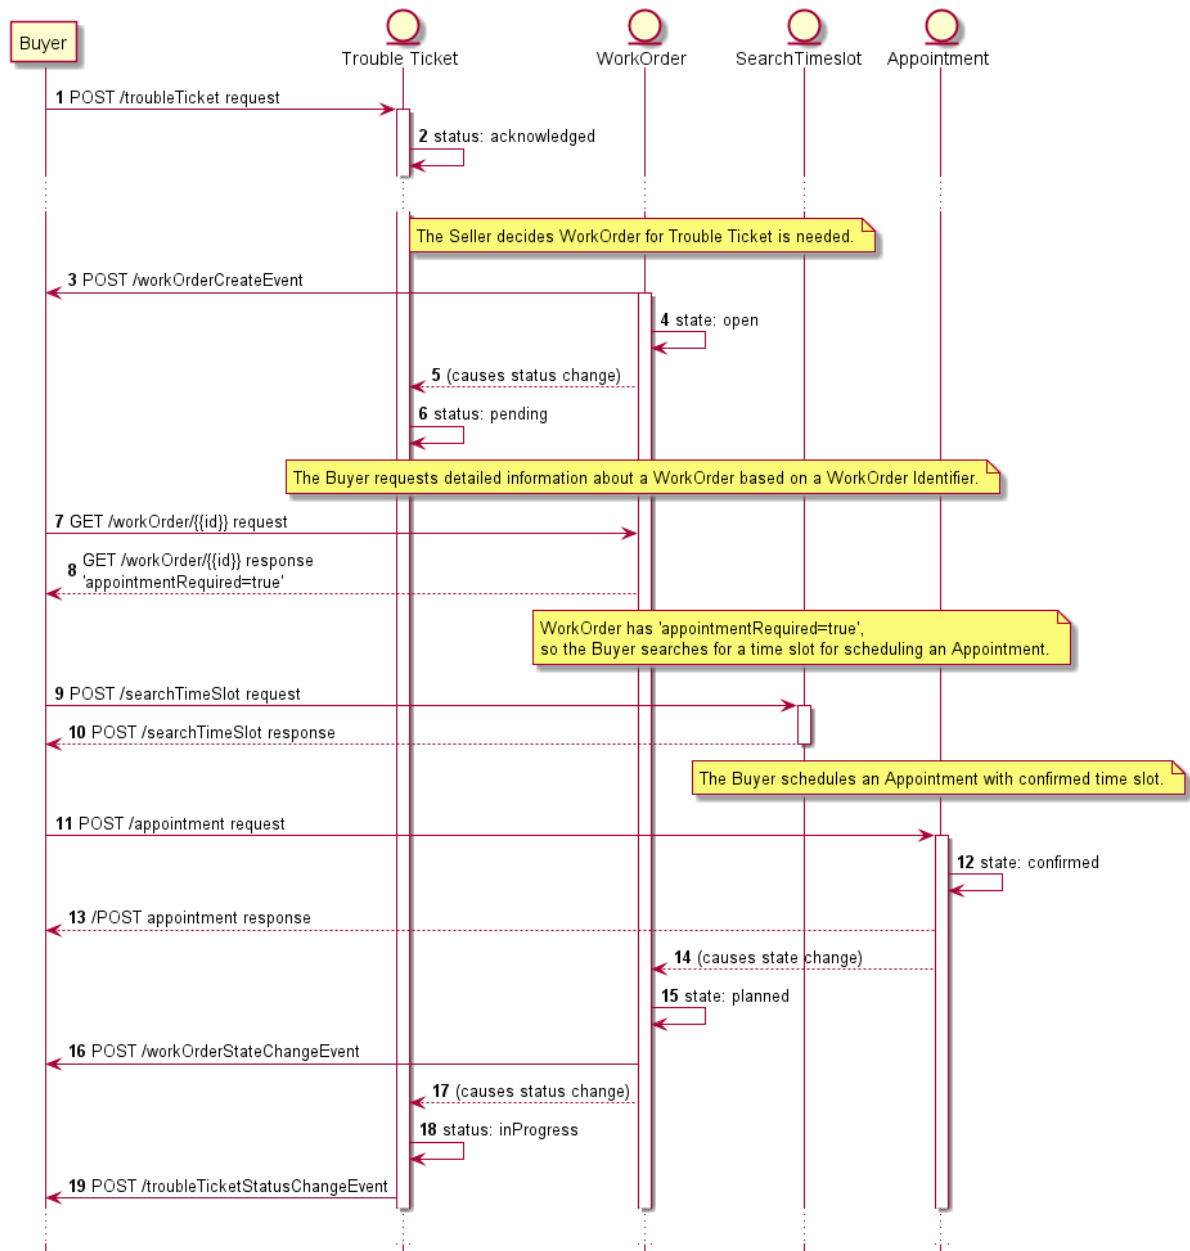 Buyer
Trouble Ticket
WorkOrder
SearchTimeslot
Appointment
1 POST /troubleTicket request
2 status: acknowledged
The Seller decides WorkOrder for Trouble Ticket is needed.
3 POST /workOrderCreateEvent
4 state: open
5 (causes status change)
6 status: pending
The Buyer requests detailed information about a WorkOrder based on a WorkOrder Identifier.
7 GET /workOrder/{{id}} request
8 GET /workOrder/{{id}} response
'appointmentRequired=true'
WorkOrder has 'appointmentRequired=true',
so the Buyer searches for a time slot for scheduling an Appointment.
9 POST /searchTimeSlot request
10 POST /searchTimeSlot response
The Buyer schedules an Appointment with confirmed time slot.
11 POST /appointment request
12 state: confirmed
13 /POST appointment response
14 (causes state change)
15 state: planned
16 POST /workOrderStateChangeEvent
17 (causes status change)
18 status: inProgress
19 POST /troubleTicketStatusChangeEvent